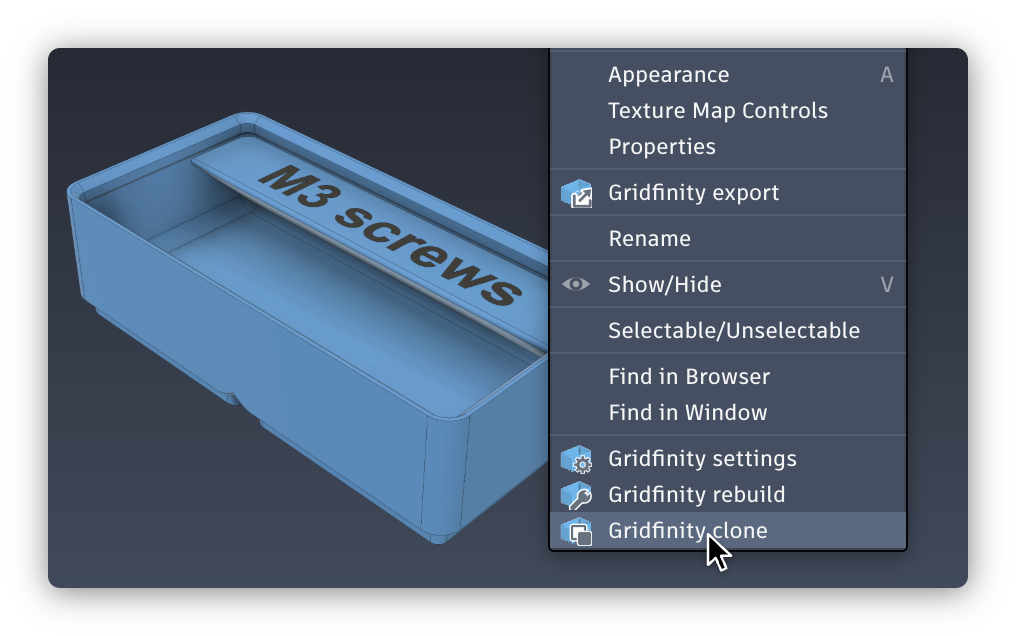 M3 screws
Appearance A
Texture Map Controls
Properties
Gridfinity export
Rename
Show/Hide V
Selectable/Unselectable
Find in Browser
Find in Window
Gridfinity settings
Gridfinity rebuild
Gridfinity clone